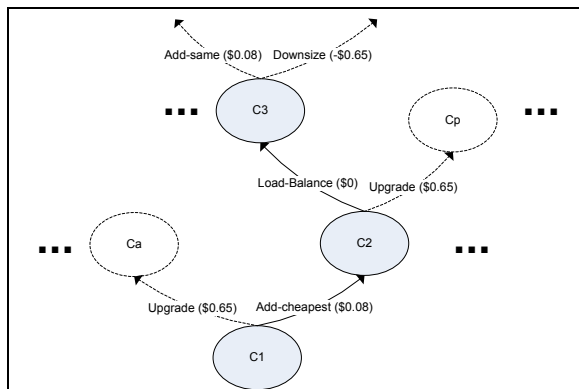 Add-same ($0.08) Downsize (-$0.65)
C3
Cp
Load-Balance ($0)
Upgrade ($0.65)
Ca
C2
Upgrade ($0.65) Add-cheapest ($0.08)
C1